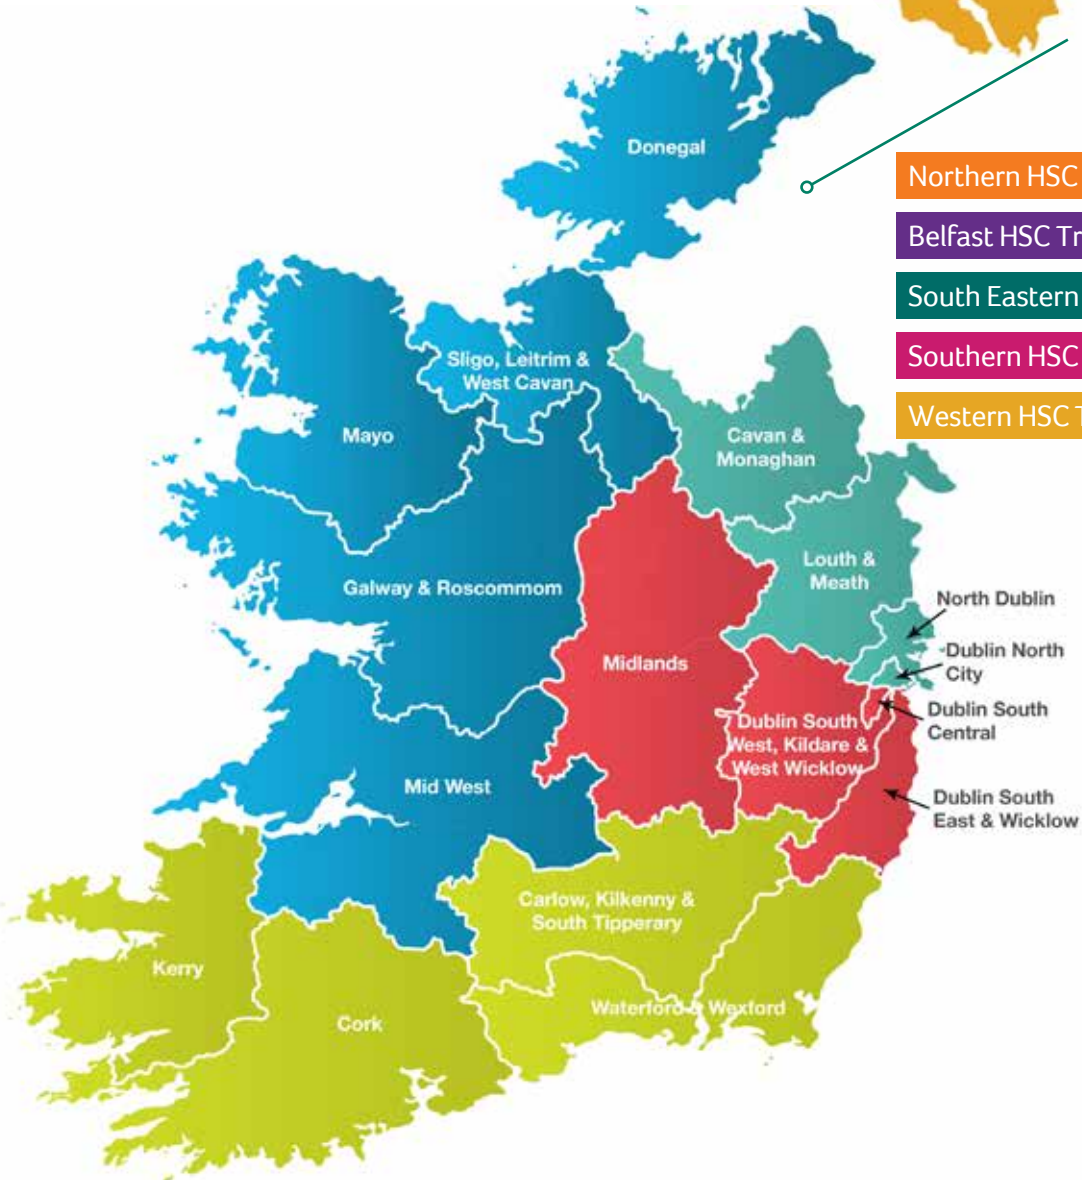 Donegal
Northern HSC
Belfast HSC Tr
South Eastern
Southern HSC
Western HSC T
Sligo, Leitrim &
West Cavan
Mayo
Cavan &
Monaghan
Louth &
Meath
Galway & Roscommom
North Dublin
Dublin North
City
Midlands
Dublin South
Central
Dublin South
West, Kildare &
West Wicklow
Mid West
Dublin South
East & Wicklow
Carlow, Kilkenny &
South Tipperary
Kerry
Waterford & Wexford
Cork